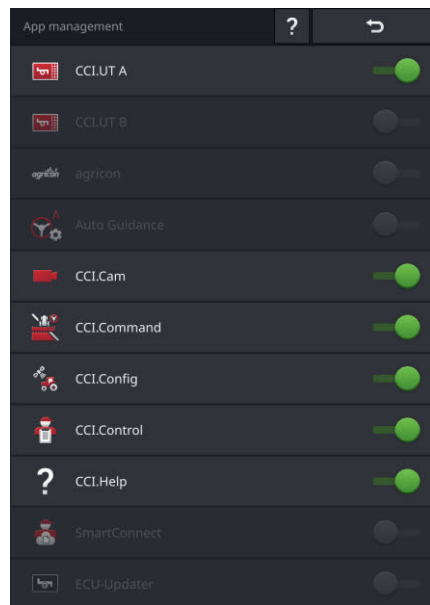 App management
?
CCI.UT A
CCI.UT B
agricon agricon
A
Auto Guidance
CCI.Cam
CCI.Command
CCI.Config
CCI.Control
? CCI.Help
SmartConnect
ECU-Updater